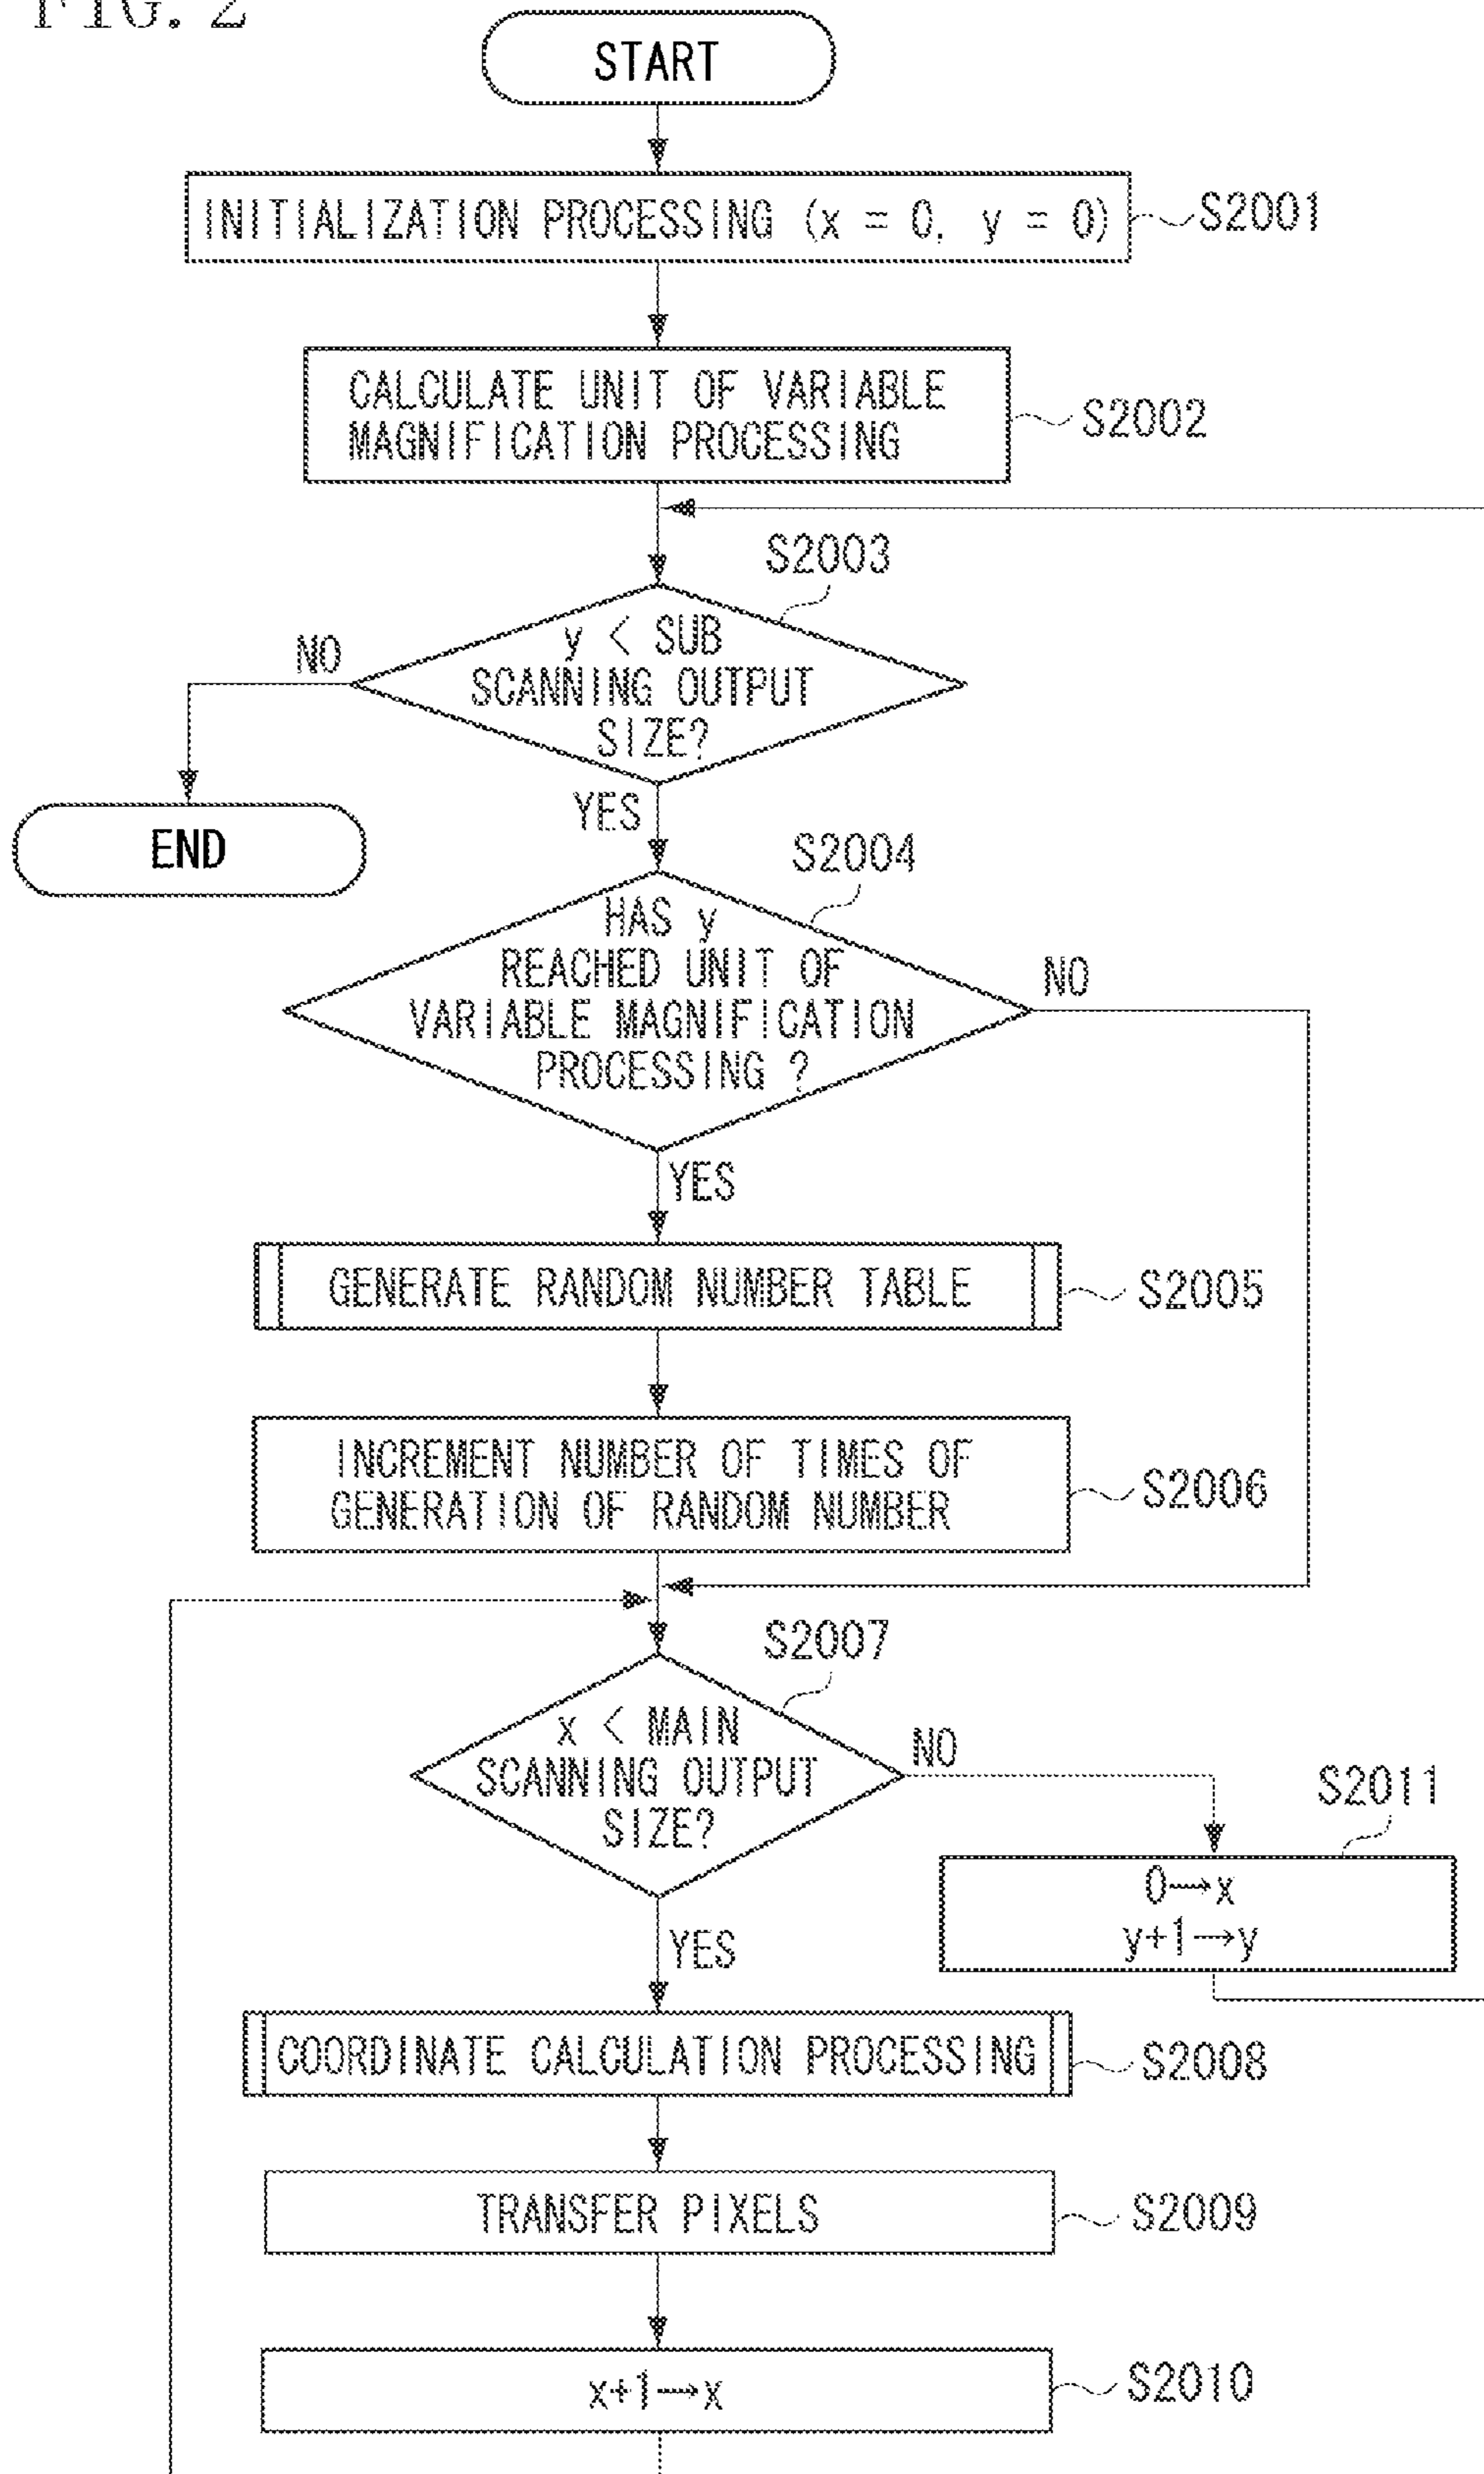 FIG. 2
START
INITIALIZATION PROCESSING (x = 0, y = 0)
S2001
CALCULATE UNIT OF VARIABLE
MAGNIFICATION PROCESSING
S2002
S2003
y < SUB
SCANNING OUTPUT
SIZE?
NO
YES
END
S2004
HAS y
REACHED UNIT OF
VARIABLE MAGNIFICATION
PROCESSING ?
NO
YES
GENERATE RANDOM NUMBER TABLE
S2005
INCREMENT NUMBER OF TIMES OF
GENERATION OF RANDOM NUMBER
S2006
S2007
x < MAIN
SCANNING OUTPUT
SIZE?
NO
S2011
0→x
y+1→y
YES
COORDINATE CALCULATION PROCESSING
S2008
TRANSFER PIXELS
S2009
x+1→x
S2010